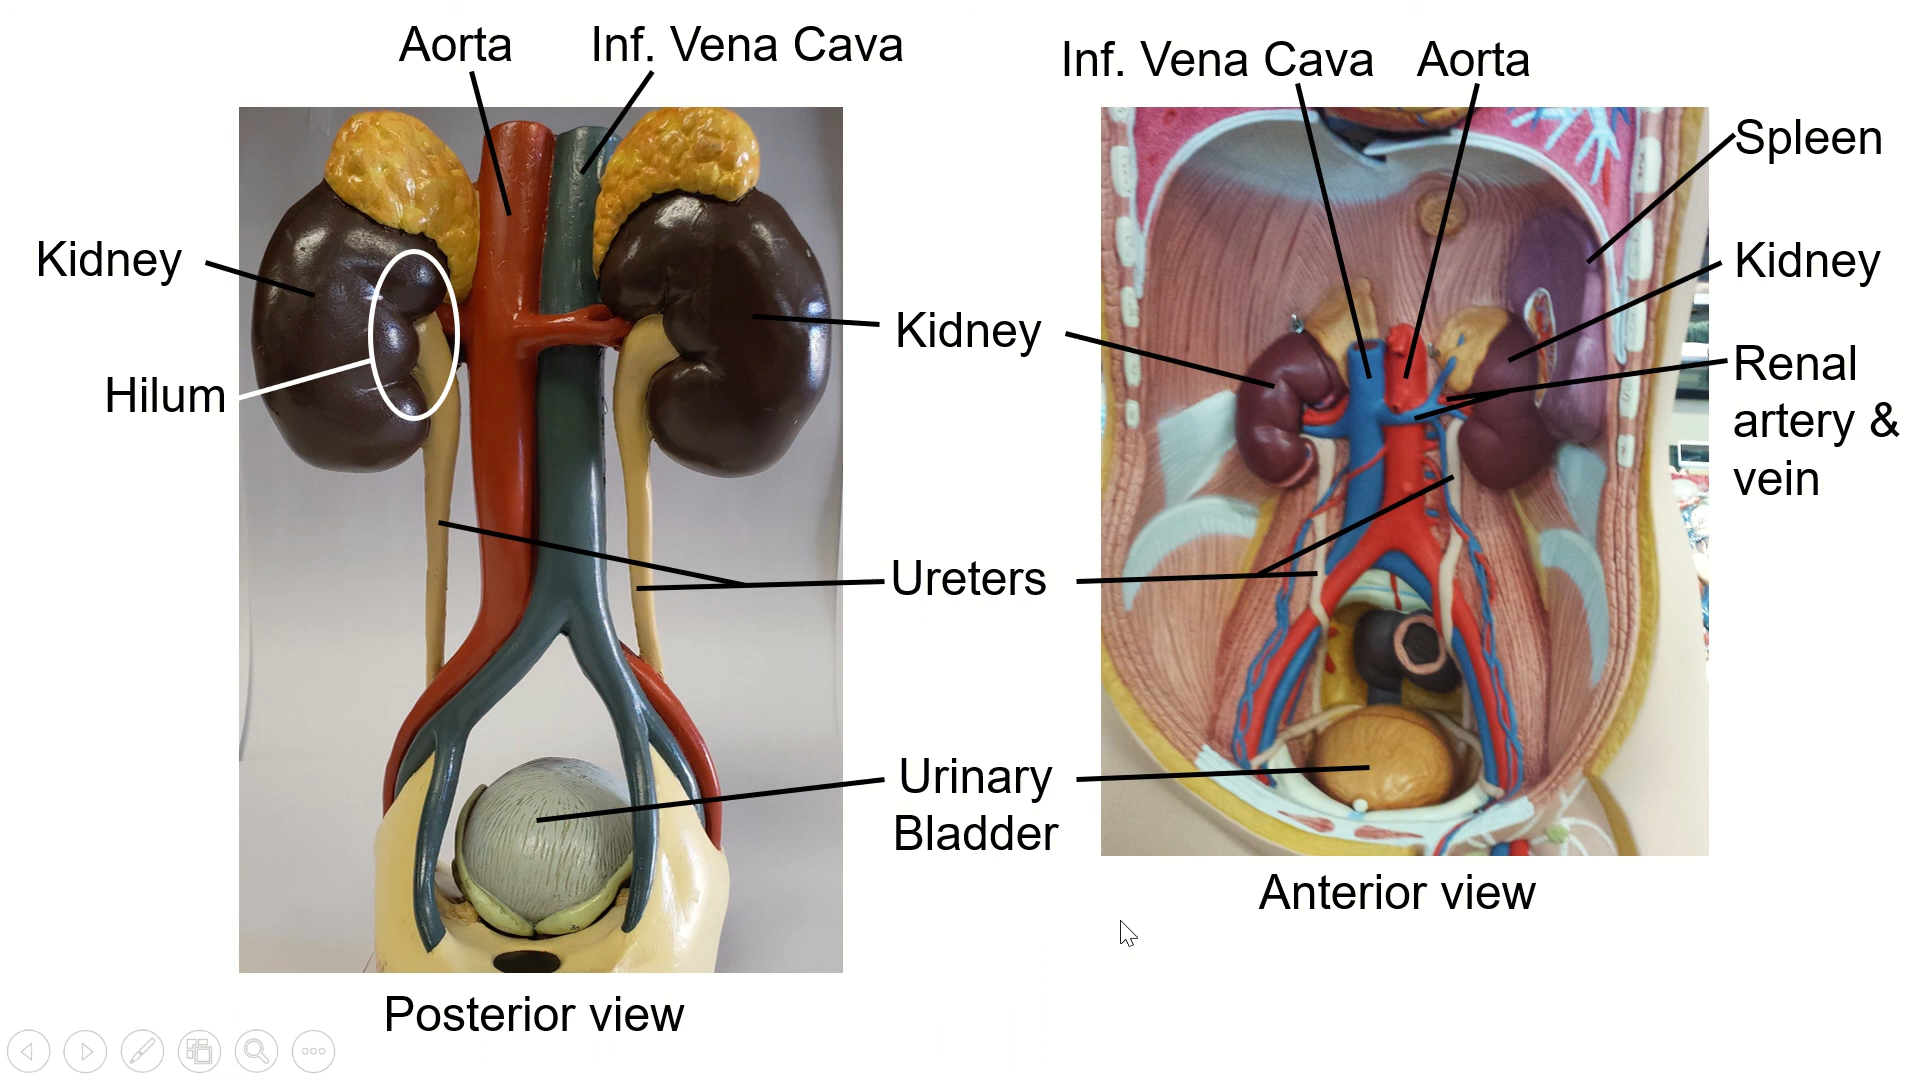 Aorta
Inf. Vena Cava
Inf. Vena Cava
Aorta
Spleen
Kidney
Kidney
Kidney
Renal
artery &
vein
Hilum
Ureters
Urinary
Bladder
Anterior view
Posterior view